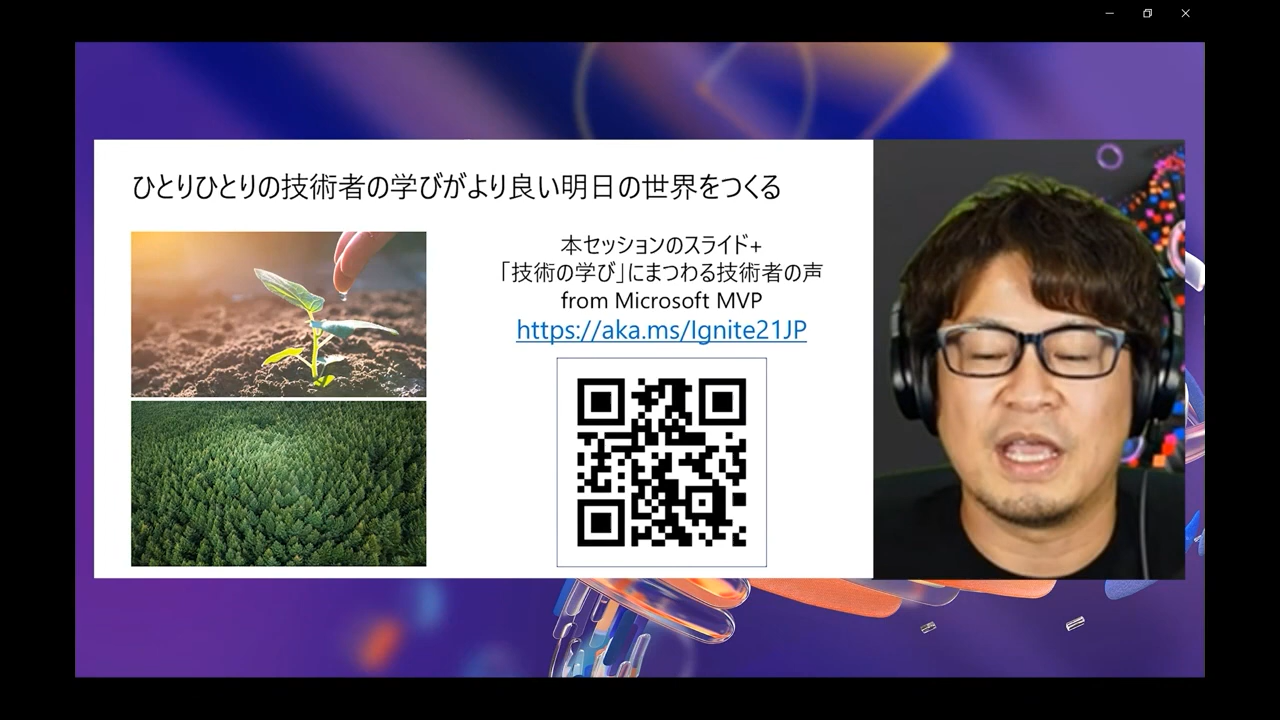 ひとりひとりの技術者の学びがより良い明日の世界をつくる
本セッションのスライド+
「技術の学び」にまつわる技術者の声
from Microsoft MVP
https://aka.ms/Ignite21JP